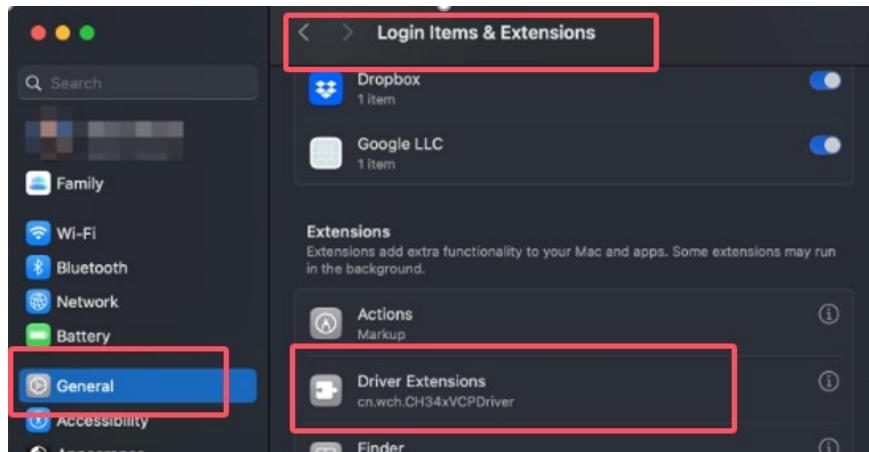 Login Items & Extensions
Search
Family
Wi-Fi
Bluetooth
Network
Battery
General
Accessibility
Appearance
Dropbox
1 item
Google LLC
1 item
Extensions
Extensions add extra functionality to your Mac and apps. Some extensions may run
in the background.
Actions
Markup
Driver Extensions
cn.wch.CH34xVCPDriver
Finder